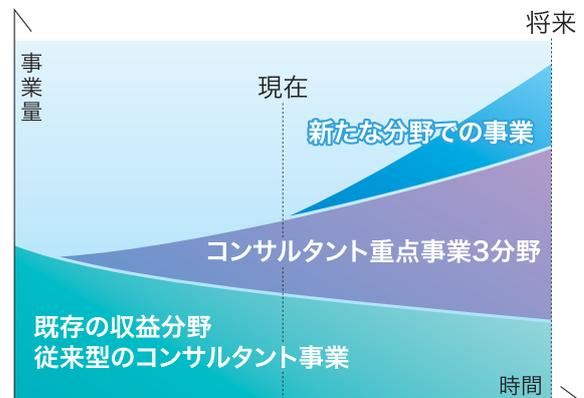 将来
事業量
現在
新たな分野での事業
コンサルタント重点事業3分野
既存の収益分野
従来型のコンサルタント事業
時間